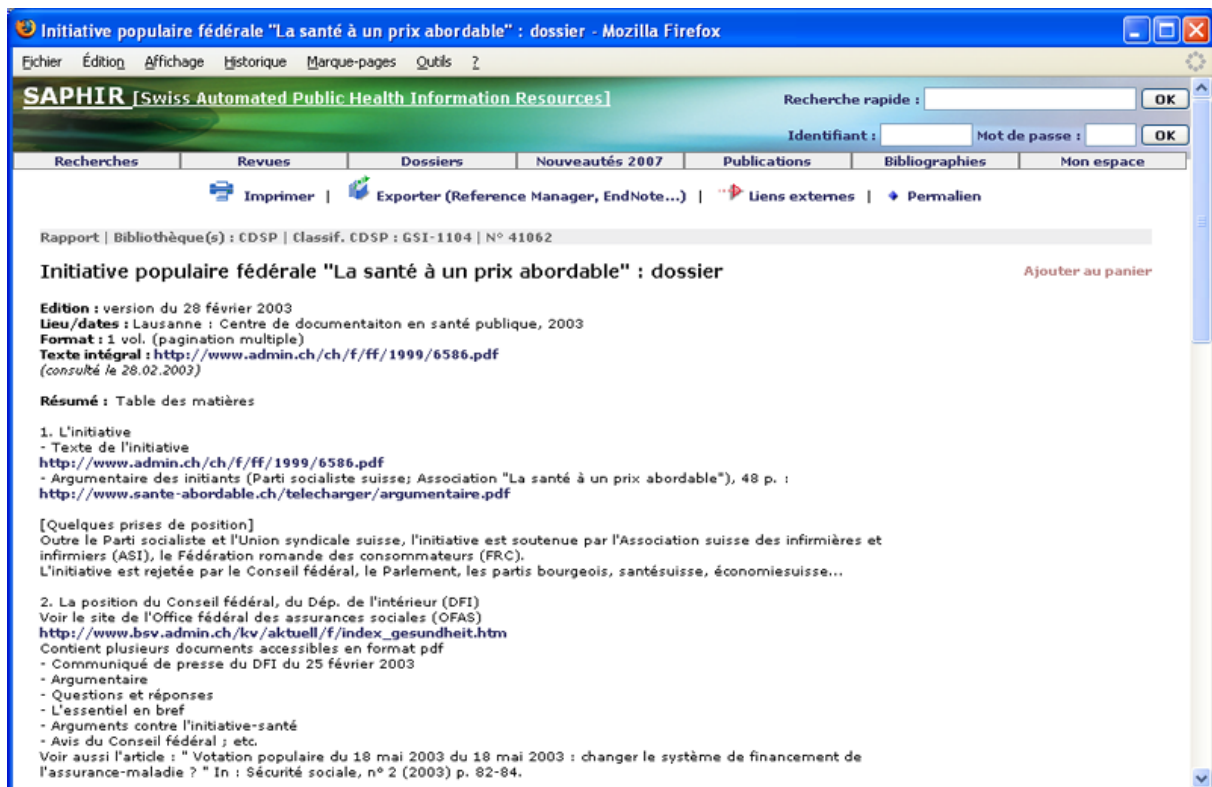 Initiative populaire fédérale "La santé à un prix abordable" : dossier - Mozilla Firefox
Fichier Édition Affichage Historique Marque-pages Outils ?
SAPHIR [Swiss Automated Public Health Information Resources]
Recherche rapide : OK
Identifiant : Mot de passe : OK
Recherches Revues Dossiers Nouveautés 2007 Publications Bibliographies Mon espace
Imprimer | Exporter (Reference Manager, EndNote...) | Liens externes | Permalien
Rapport | Bibliothèque(s) : CDSP | Classif. CDSP : GSI-1104 | N° 41062
Initiative populaire fédérale "La santé à un prix abordable" : dossier
Ajouter au panier
Edition : version du 28 février 2003
Lieu/dates : Lausanne : Centre de documentaiton en santé publique, 2003
Format : 1 vol. (pagination multiple)
Texte intégral : http://www.admin.ch/ch/f/ff/1999/6586.pdf
(consulté le 28.02.2003)
Résumé : Table des matières
1. L'initiative
- Texte de l'initiative
http://www.admin.ch/ch/f/ff/1999/6586.pdf
- Argumentaire des initiants (Parti socialiste suisse; Association "La santé à un prix abordable"), 48 p. :
http://www.sante-abordable.ch/telecharger/argumentaire.pdf
[Quelques prises de position]
Outre le Parti socialiste et l'Union syndicale suisse, l'initiative est soutenue par l'Association suisse des infirmières et
infirmiers (ASI), le Fédération romande des consommateurs (FRC).
L'initiative est rejetée par le Conseil fédéral, le Parlement, les partis bourgeois, santésuisse, économiesuisse...
2. La position du Conseil fédéral, du Dép. de l'intérieur (DFI)
Voir le site de l'Office fédéral des assurances sociales (OFAS)
http://www.bsv.admin.ch/kv/aktuell/f/index_gesundheit.htm
Contient plusieurs documents accessibles en format pdf
- Communiqué de presse du DFI du 25 février 2003
- Argumentaire
- Questions et réponses
- L'essentiel en bref
- Arguments contre l'initiative-santé
- Avis du Conseil fédéral ; etc.
Voir aussi l'article : " Votation populaire du 18 mai 2003 du 18 mai 2003 : changer le système de financement de
l'assurance-maladie ? " In : Sécurité sociale, n° 2 (2003) p. 82-84.